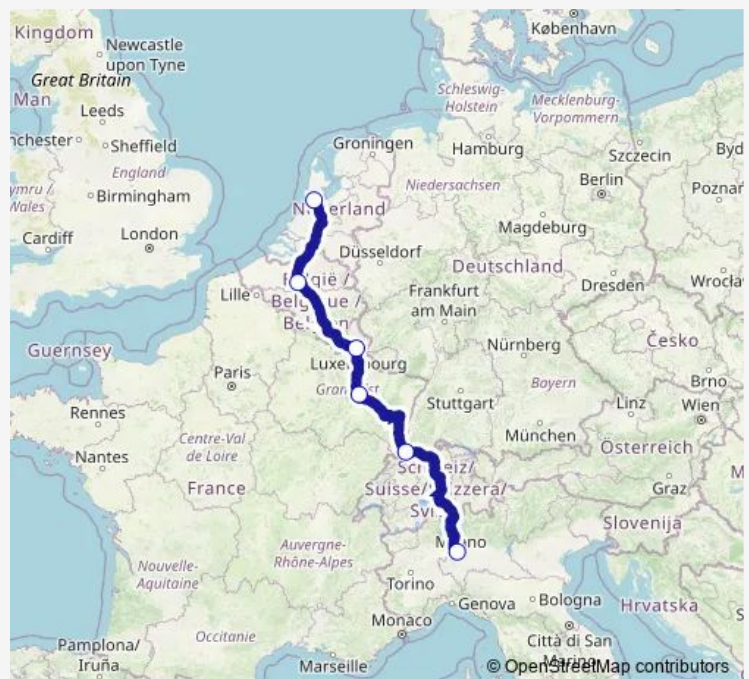 København
Kingdom
Newcastle
upon Tyne
Great Britain
Man
Leeds
Schleswig-
Holstein
Mecklenburg-
Vorpommern
Groningen
Hamburg
Szczecin
Byd
nchester
Sheffield
England
ymru /
Wales
Birmingham
Niedersachsen
Berlin
Poznar
Cardiff
London
Magdeburg
Düsseldorf
Deutschland
Lille
Frankfurt
am Main
Dresden
Wrocła
Guernsey
Luxembourg
Nürnberg
Česko
Paris
Brno
Rennes
Stuttgart
Bayern
Linz
Wien
Centre-Val
de Loire
München
Nantes
Österreich
Suisse/
Graz
France
Slovenija
Auvergne-
Rhône-Alpes
Milano
Nouvelle-
Aquitaine
Torino
Genova
Bologna
Hrvatska
Monaco
Occitanie
Pamplona/
Iruña
Città di San
Marino
Marseille
© OpenStreetMap contributors